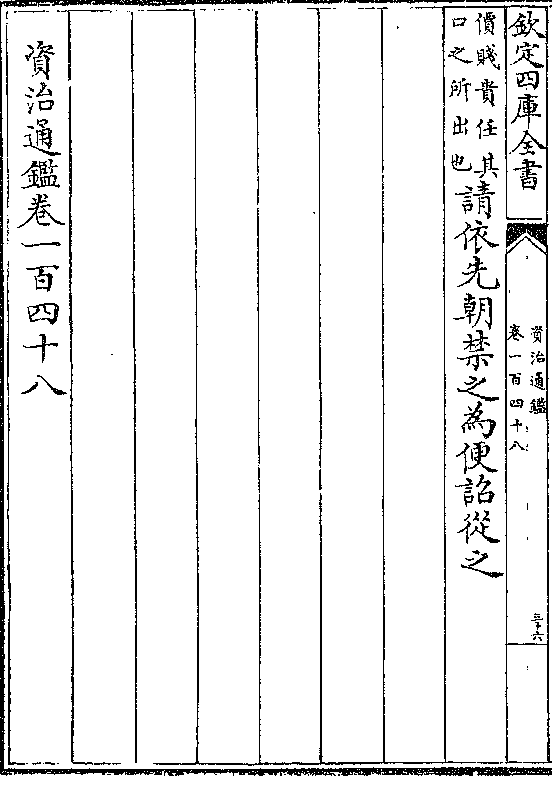 欽定四庫全書
資治通鑑
卷一百四十八
三十六
價賤貴任其
口之所出也
請依先朝禁之為便詔從之
資治通鑑卷一百四十八